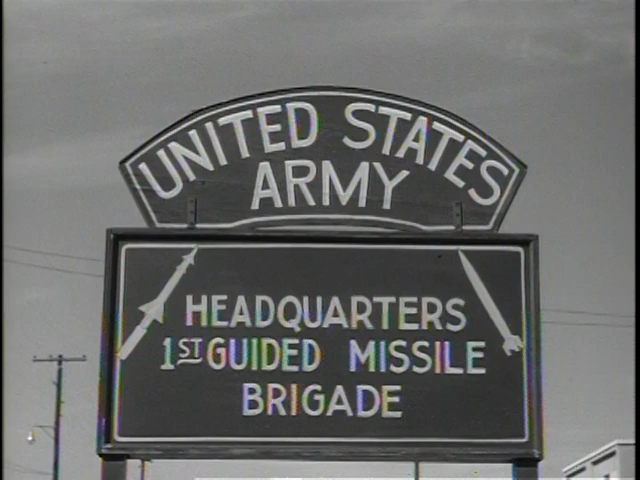 UNITED STATES
ARMY
HEADQUARTERS
1ST GUIDED MISSILE
BRIGADE